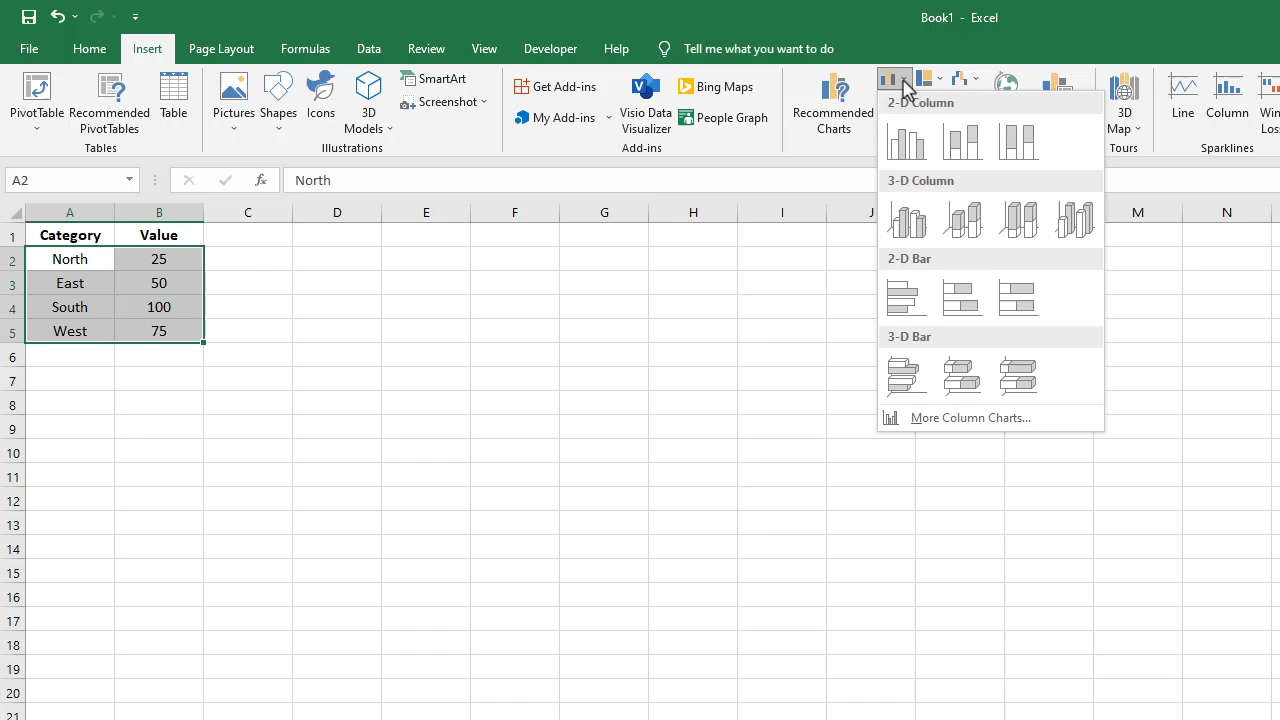 Book1 - Excel
File Home Insert Page Layout Formulas Data Review View Developer Help Tell me what you want to do
PivotTable Recommended PivotTables Table
Tables
Pictures Shapes Icons 3D Models SmartArt Screenshot
Illustrations
Get Add-ins My Add-ins Visio Data Visualizer Bing Maps People Graph
Add-ins
Recommended Charts
3D Map
Tours
Line Column
Sparklines
A2 fx North
A B C D E F G H I J M N
1 Category Value
2 North 25
3 East 50
4 South 100
5 West 75
6
7
8
9
10
11
12
13
14
15
16
17
18
19
20
21
2-D Column
3-D Column
2-D Bar
3-D Bar
More Column Charts...